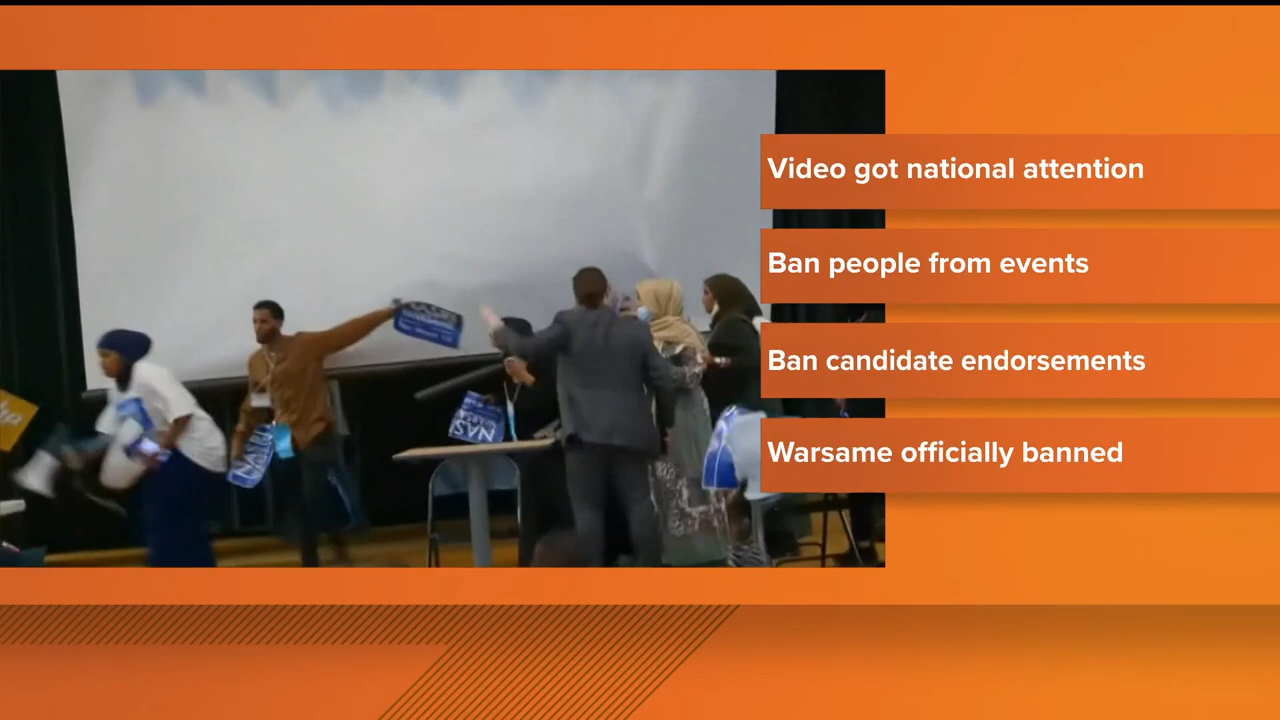 Video got national attention
Ban people from events
Ban candidate endorsements
Warsame officially banned